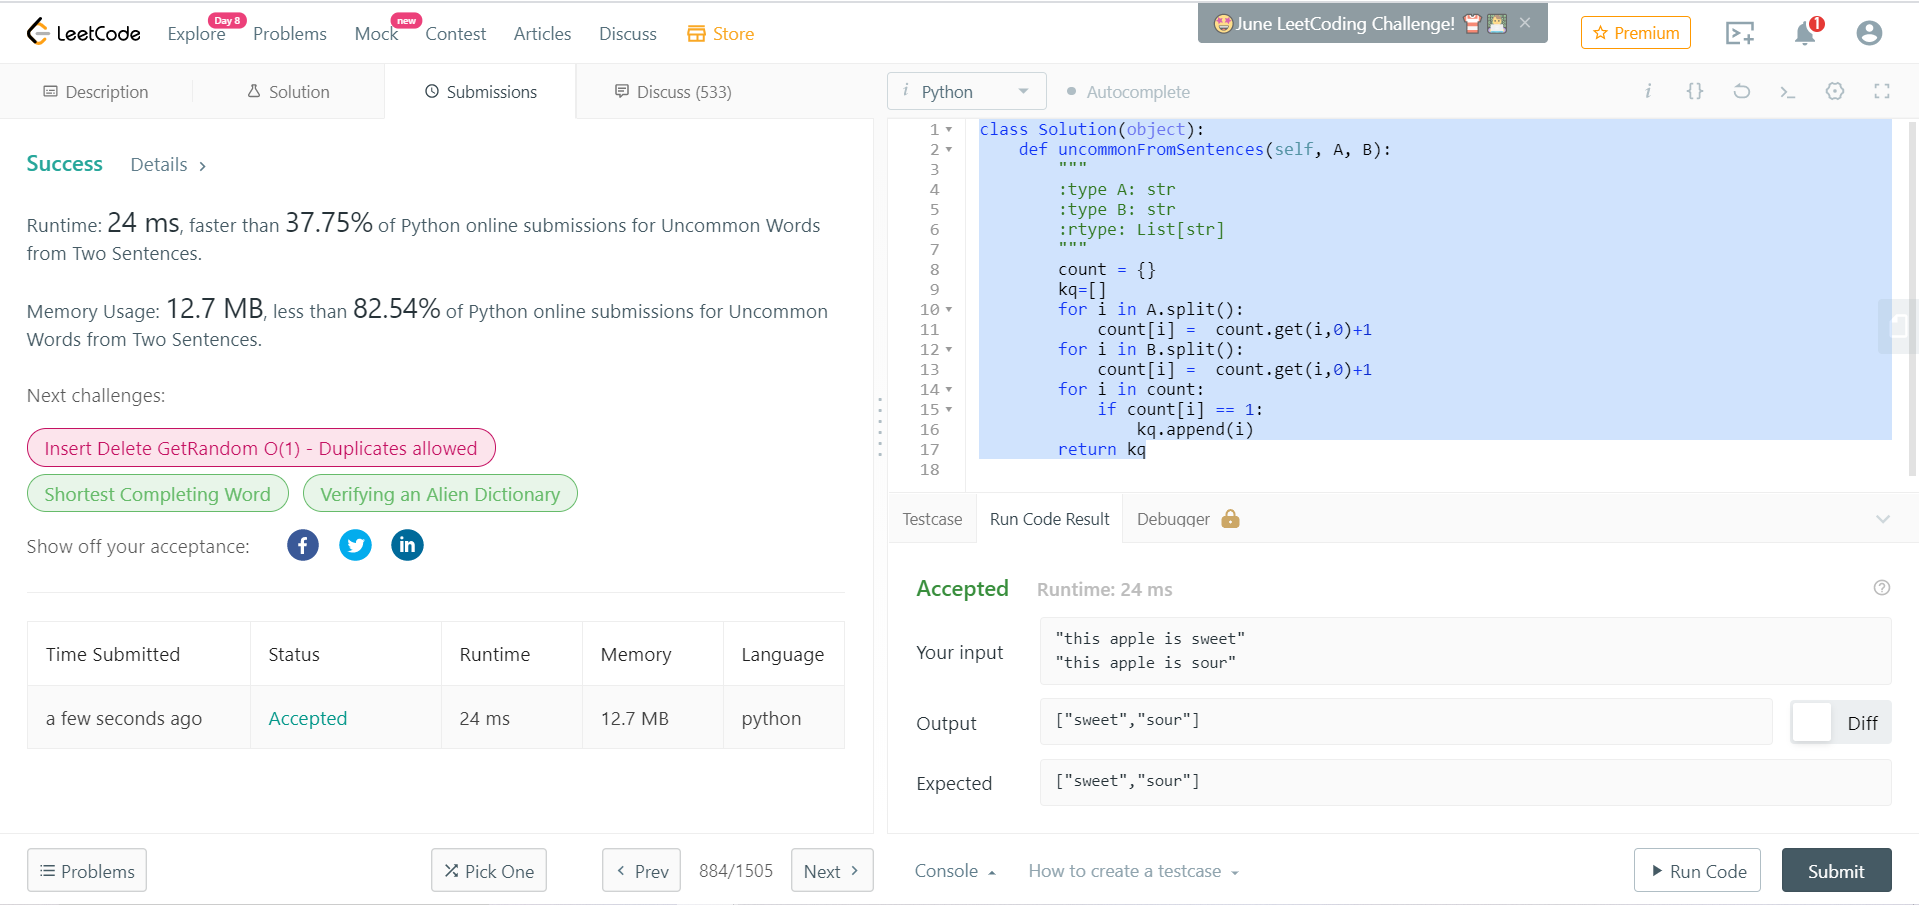 LeetCode
Explore
Day 8
Problems
Mock
new
Contest
Articles
Discuss
Store
🤩June LeetCoding Challenge!
Premium
1
Description
Solution
Submissions
Discuss (533)
i Python
Autocomplete
i {}
Success Details
Runtime: 24 ms, faster than 37.75% of Python online submissions for Uncommon Words
from Two Sentences.
Memory Usage: 12.7 MB, less than 82.54% of Python online submissions for Uncommon
Words from Two Sentences.
Next challenges:
Insert Delete GetRandom O(1) - Duplicates allowed
Shortest Completing Word
Verifying an Alien Dictionary
Show off your acceptance:
Time Submitted Status Runtime Memory Language
a few seconds ago Accepted 24 ms 12.7 MB python
Problems
Pick One
Prev
884/1505
Next
1 class Solution(object):
2     def uncommonFromSentences(self, A, B):
3         """
4         :type A: str
5         :type B: str
6         :rtype: List[str]
7         """
8         count = {}
9         kq=[]
10         for i in A.split():
11             count[i] =  count.get(i,0)+1
12         for i in B.split():
13             count[i] =  count.get(i,0)+1
14         for i in count:
15             if count[i] == 1:
16                 kq.append(i)
17         return kq
18
Testcase
Run Code Result
Debugger
Accepted Runtime: 24 ms
Your input
"this apple is sweet"
"this apple is sour"
Output
["sweet","sour"]
Diff
Expected
["sweet","sour"]
Console
How to create a testcase
Run Code
Submit